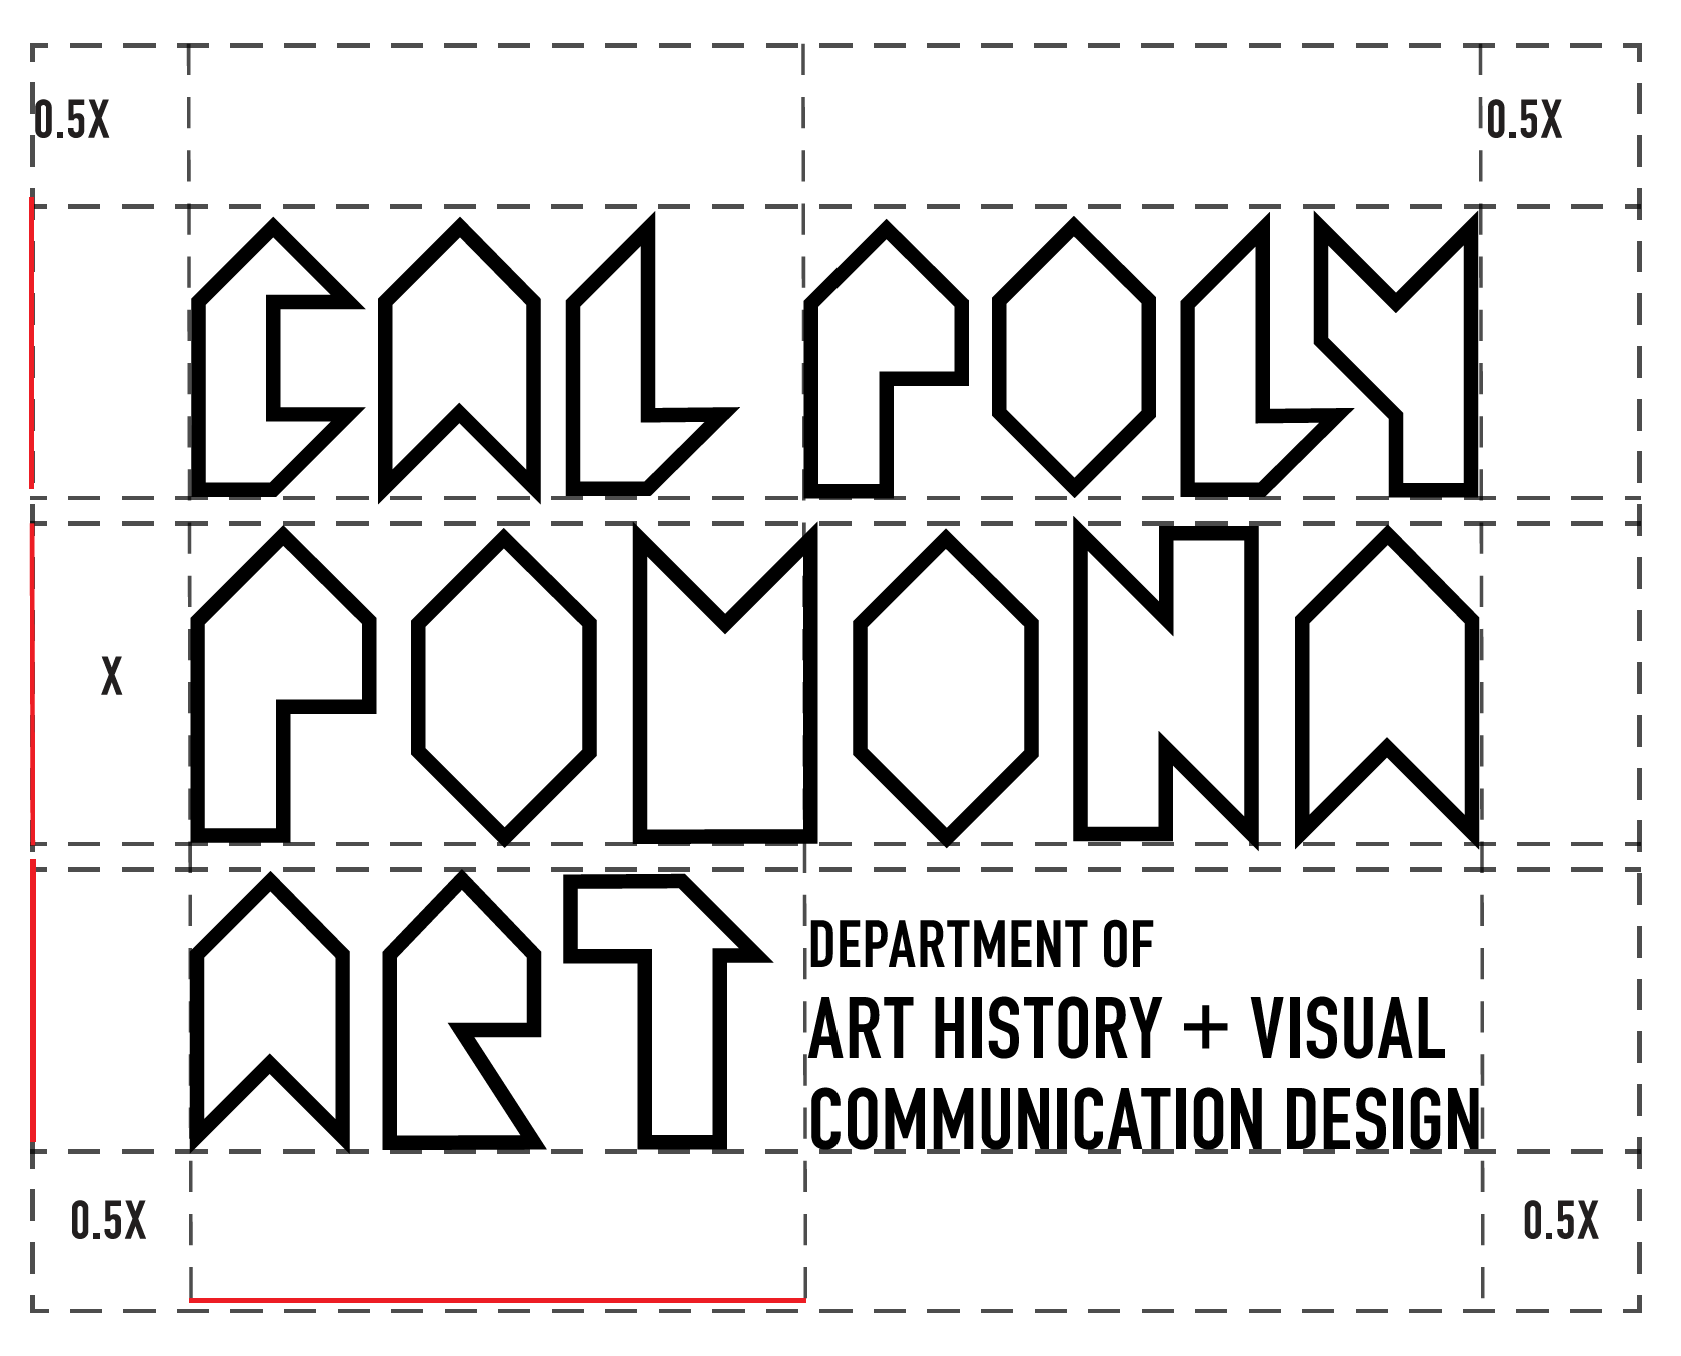 0.5X 0.5X
CAL POLY
X
POMONA
ART
DEPARTMENT OF
ART HISTORY + VISUAL
COMMUNICATION DESIGN
0.5X 0.5X